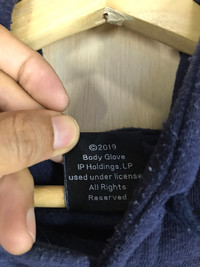 ©2019
Body Glove
IP Holdings, LP
used under license
All Rights
Reserved